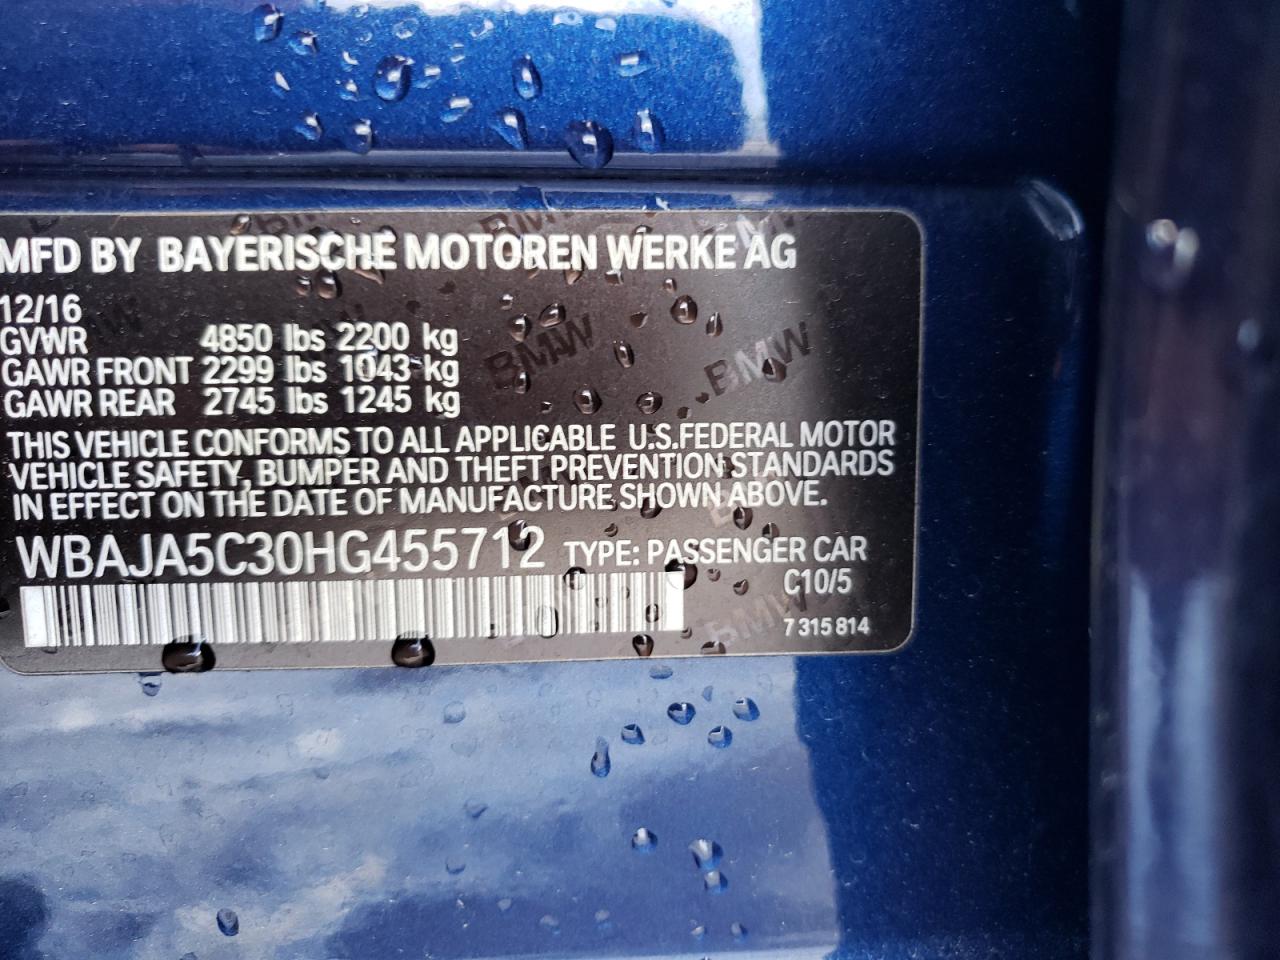 MFD BY BAYERISCHE MOTOREN WERKE AG
12/16
GVWR 4850 lbs 2200 kg
GAWR FRONT 2299 lbs 1043 kg
GAWR REAR 2745 lbs 1245 kg
THIS VEHICLE CONFORMS TO ALL APPLICABLE U.S.FEDERAL MOTOR
VEHICLE SAFETY, BUMPER AND THEFT PREVENTION STANDARDS
IN EFFECT ON THE DATE OF MANUFACTURE SHOWN ABOVE.
WBAJA5C30HG455712 TYPE: PASSENGER CAR
C10/5
7 315 814